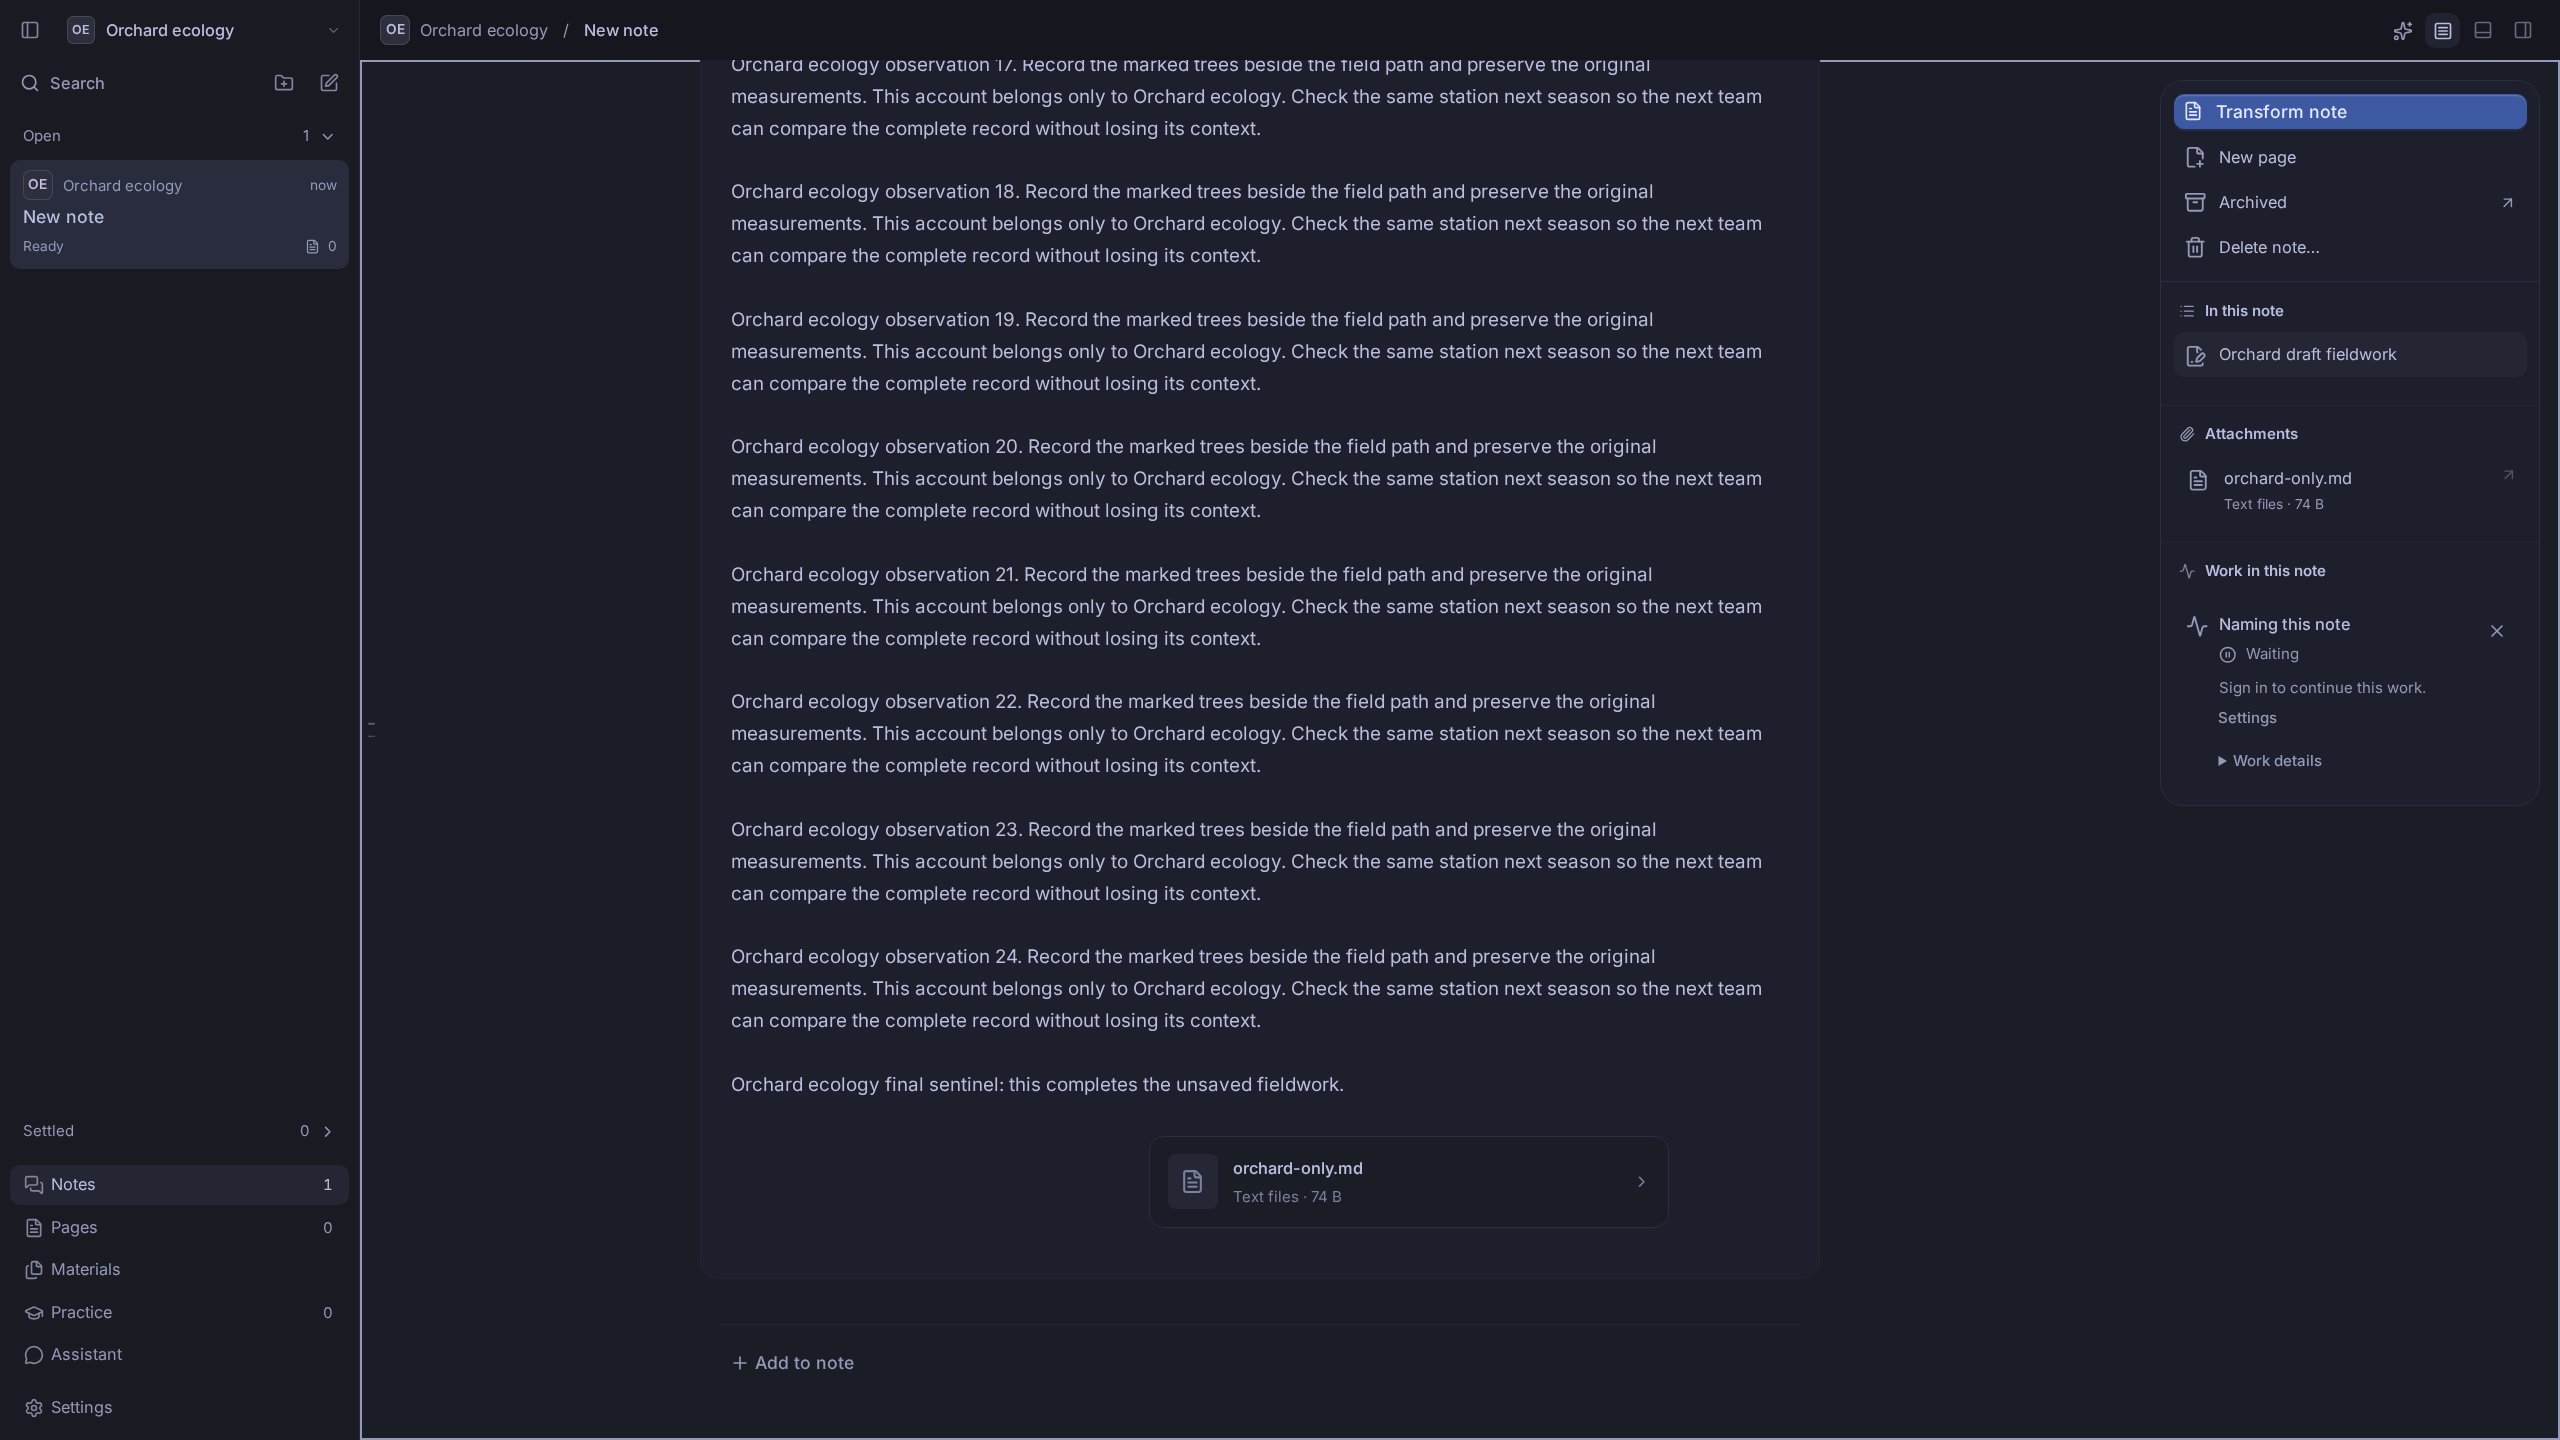 OE Orchard ecology
Search
Open 1
OE Orchard ecology now
New note
Ready 0
Settled 0
Notes 1
Pages 0
Materials
Practice 0
Assistant
Settings
OE Orchard ecology / New note
Orchard ecology observation 17. Record the marked trees beside the field path and preserve the original
measurements. This account belongs only to Orchard ecology. Check the same station next season so the next team
can compare the complete record without losing its context.
Orchard ecology observation 18. Record the marked trees beside the field path and preserve the original
measurements. This account belongs only to Orchard ecology. Check the same station next season so the next team
can compare the complete record without losing its context.
Orchard ecology observation 19. Record the marked trees beside the field path and preserve the original
measurements. This account belongs only to Orchard ecology. Check the same station next season so the next team
can compare the complete record without losing its context.
Orchard ecology observation 20. Record the marked trees beside the field path and preserve the original
measurements. This account belongs only to Orchard ecology. Check the same station next season so the next team
can compare the complete record without losing its context.
Orchard ecology observation 21. Record the marked trees beside the field path and preserve the original
measurements. This account belongs only to Orchard ecology. Check the same station next season so the next team
can compare the complete record without losing its context.
Orchard ecology observation 22. Record the marked trees beside the field path and preserve the original
measurements. This account belongs only to Orchard ecology. Check the same station next season so the next team
can compare the complete record without losing its context.
Orchard ecology observation 23. Record the marked trees beside the field path and preserve the original
measurements. This account belongs only to Orchard ecology. Check the same station next season so the next team
can compare the complete record without losing its context.
Orchard ecology observation 24. Record the marked trees beside the field path and preserve the original
measurements. This account belongs only to Orchard ecology. Check the same station next season so the next team
can compare the complete record without losing its context.
Orchard ecology final sentinel: this completes the unsaved fieldwork.
orchard-only.md
Text files · 74 B
Add to note
Transform note
New page
Archived
Delete note...
In this note
Orchard draft fieldwork
Attachments
orchard-only.md
Text files · 74 B
Work in this note
Naming this note
Waiting
Sign in to continue this work.
Settings
Work details